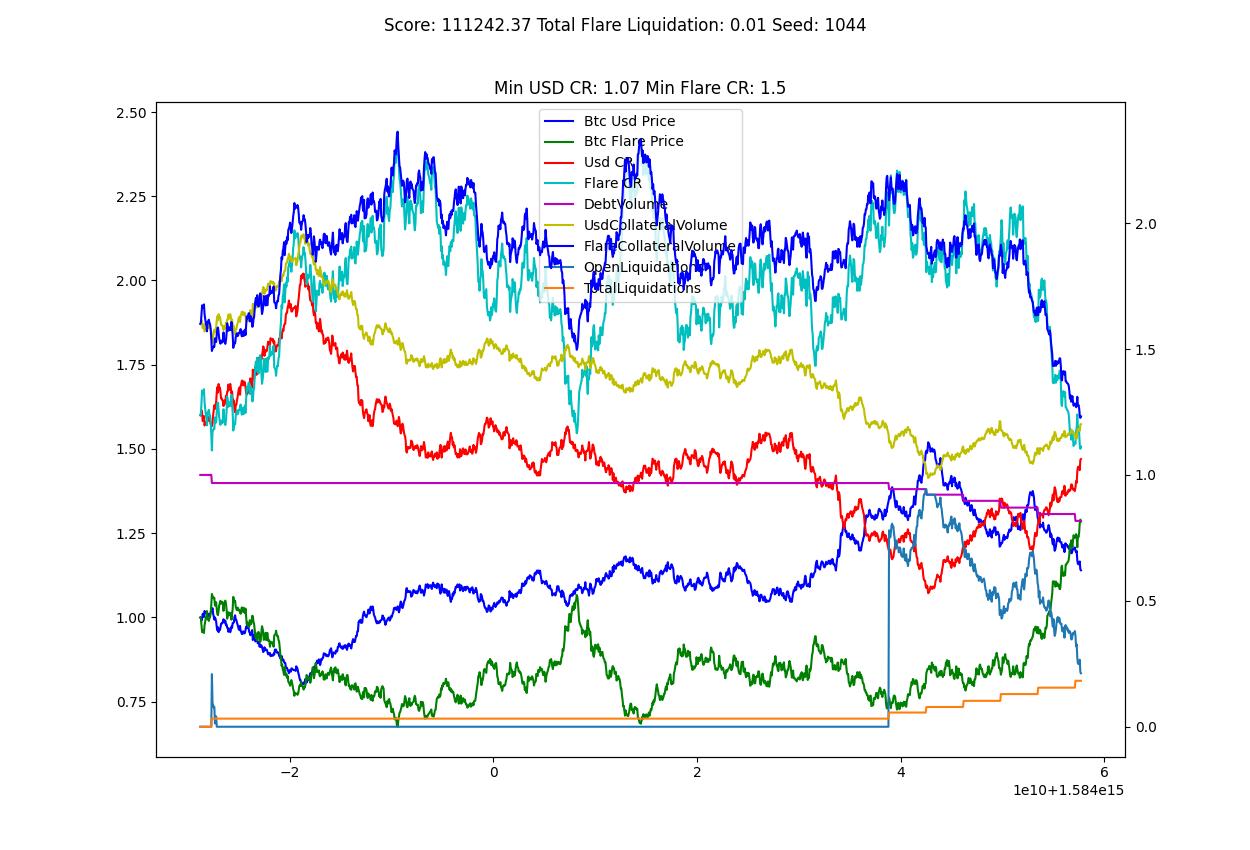 Score: 111242.37 Total Flare Liquidation: 0.01 Seed: 1044
Min USD CR: 1.07 Min Flare CR: 1.5
Btc Usd Price
Btc Flare Price
Usd CR
Flare CR
DebtVolume
UsdCollateralVolume
FlareCollateralVolume
OpenLiquidations
TotalLiquidations
2.50
2.25
2.00
1.75
1.50
1.25
1.00
0.75
2.0
1.5
1.0
0.5
0.0
−2 0 2 4 6
1e10+1.584e15